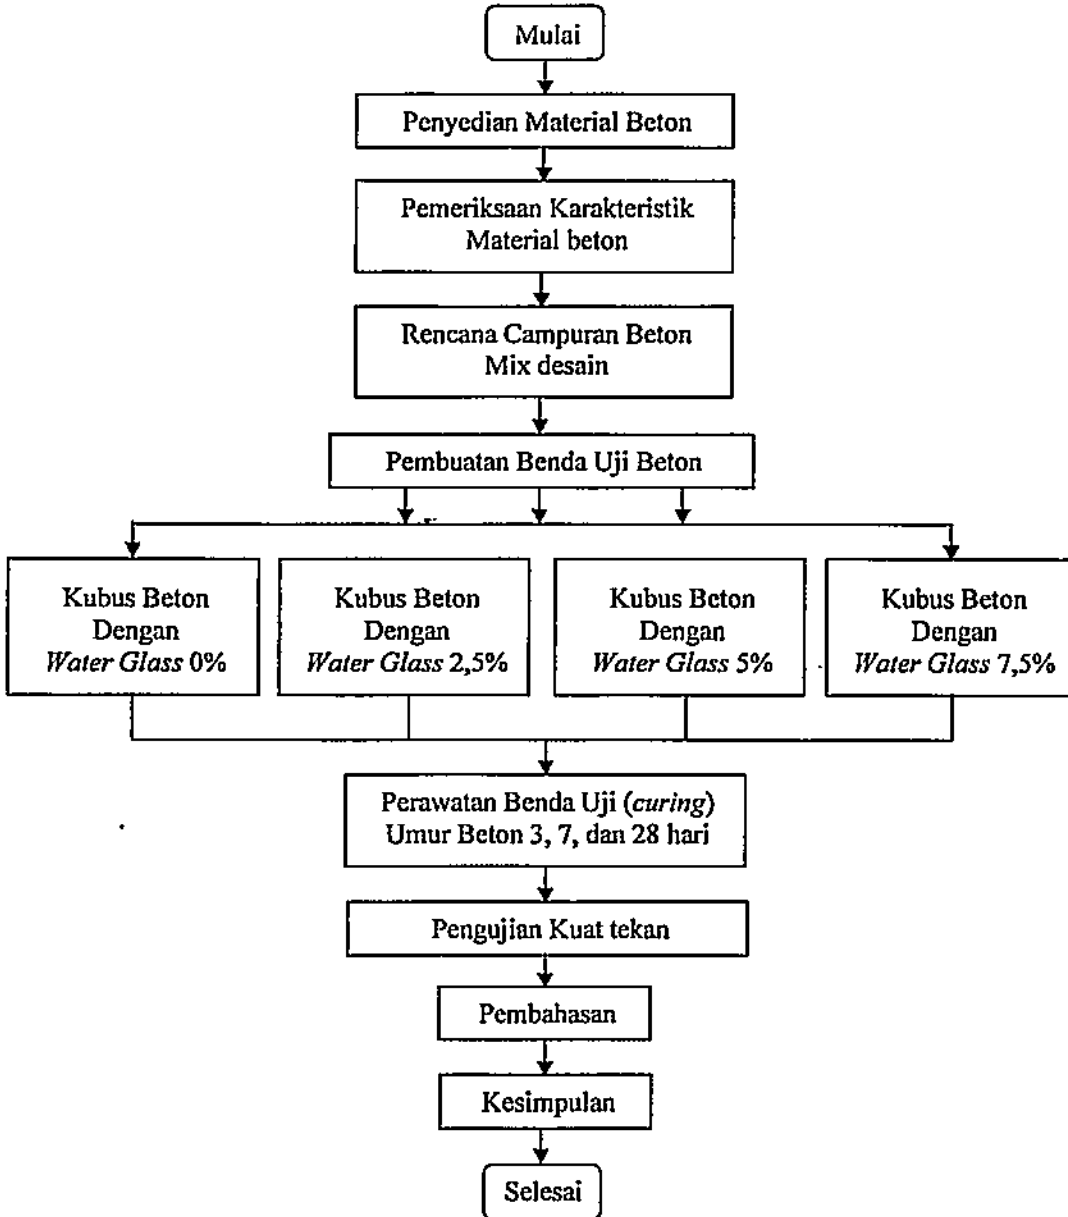 Mulai
Penyedian Material Beton
Pemeriksaan Karakteristik
Material beton
Rencana Campuran Beton
Mix desain
Pembuatan Benda Uji Beton
Kubus Beton
Dengan
Water Glass 0%
Kubus Beton
Dengan
Water Glass 2,5%
Kubus Beton
Dengan
Water Glass 5%
Kubus Beton
Dengan
Water Glass 7,5%
Perawatan Benda Uji (curing)
Umur Beton 3, 7, dan 28 hari
Pengujian Kuat tekan
Pembahasan
Kesimpulan
Selesai